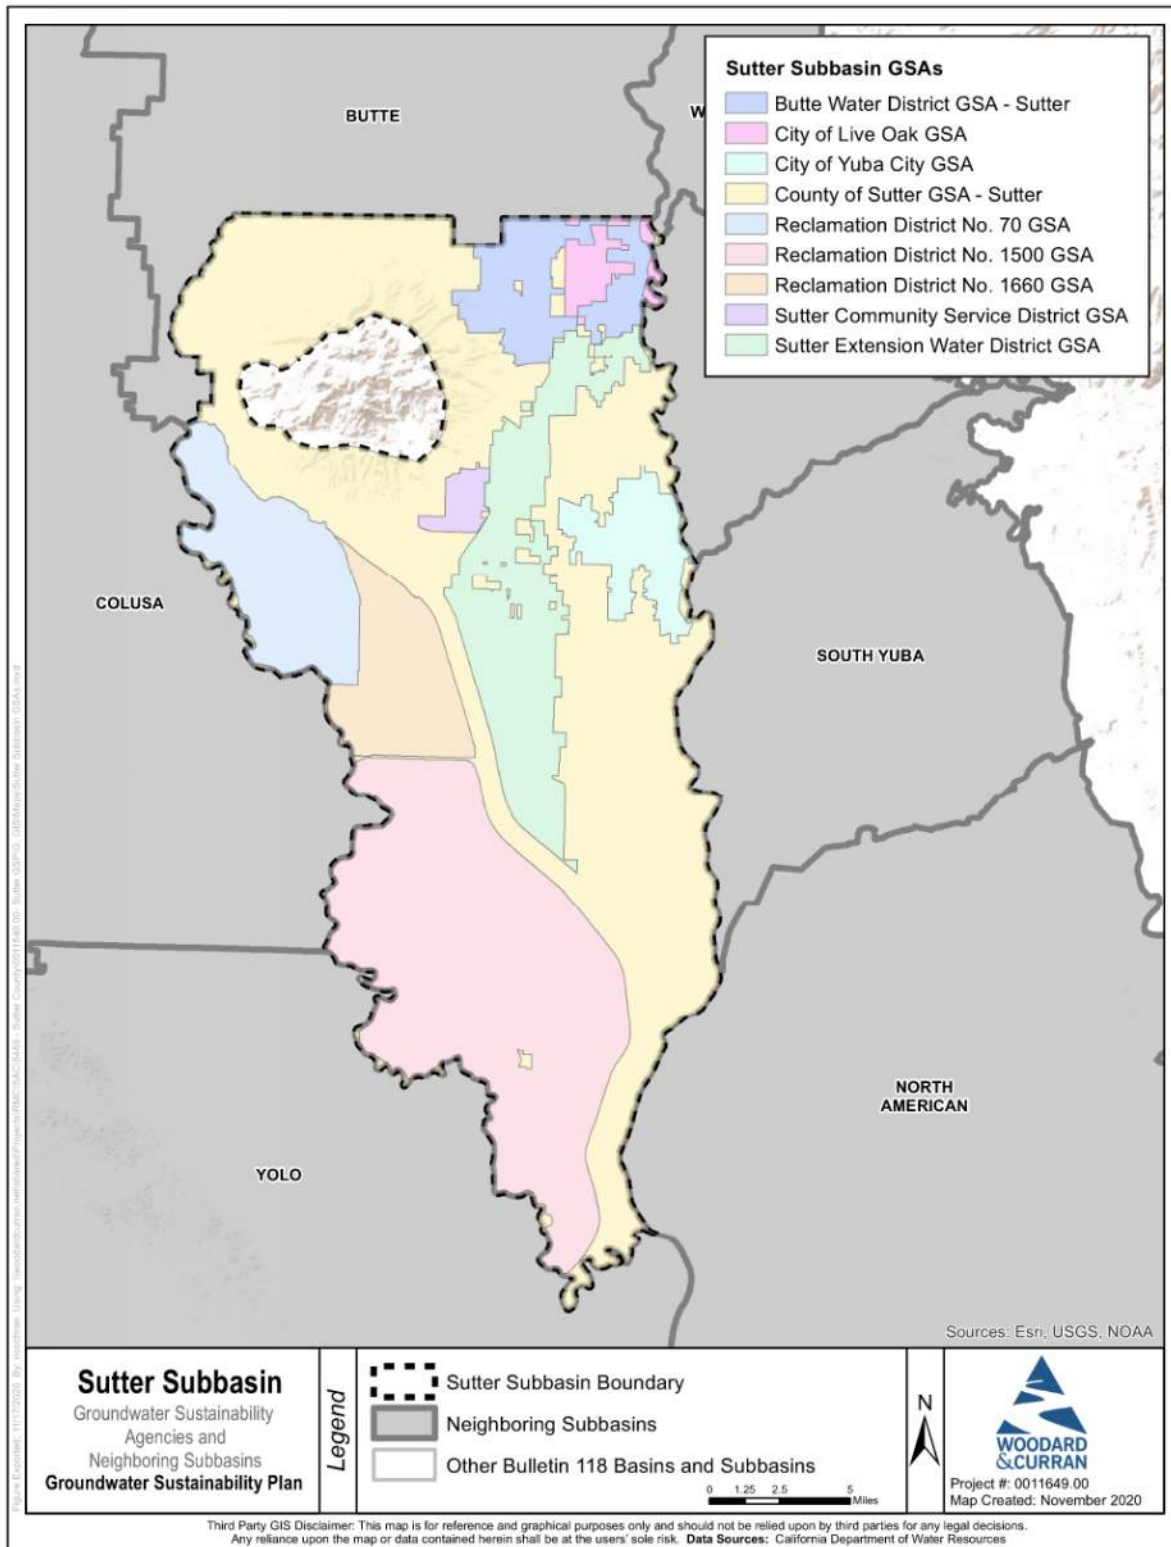 Sutter Subbasin GSAs
Butte Water District GSA - Sutter
City of Live Oak GSA
City of Yuba City GSA
County of Sutter GSA - Sutter
Reclamation District No. 70 GSA
Reclamation District No. 1500 GSA
Reclamation District No. 1660 GSA
Sutter Community Service District GSA
Sutter Extension Water District GSA
BUTTE
W
COLUSA
SOUTH YUBA
NORTH
AMERICAN
YOLO
Sources: Esri, USGS, NOAA
Sutter Subbasin
Groundwater Sustainability
Agencies and
Neighboring Subbasins
Groundwater Sustainability Plan
Legend
Sutter Subbasin Boundary
Neighboring Subbasins
Other Bulletin 118 Basins and Subbasins
N
0 1.25 2.5 5
Miles
WOODARD
&CURRAN
Project #: 0011649.00
Map Created: November 2020
Third Party GIS Disclaimer: This map is for reference and graphical purposes only and should not be relied upon by third parties for any legal decisions.
Any reliance upon the map or data contained herein shall be at the users' sole risk. Data Sources: California Department of Water Resources